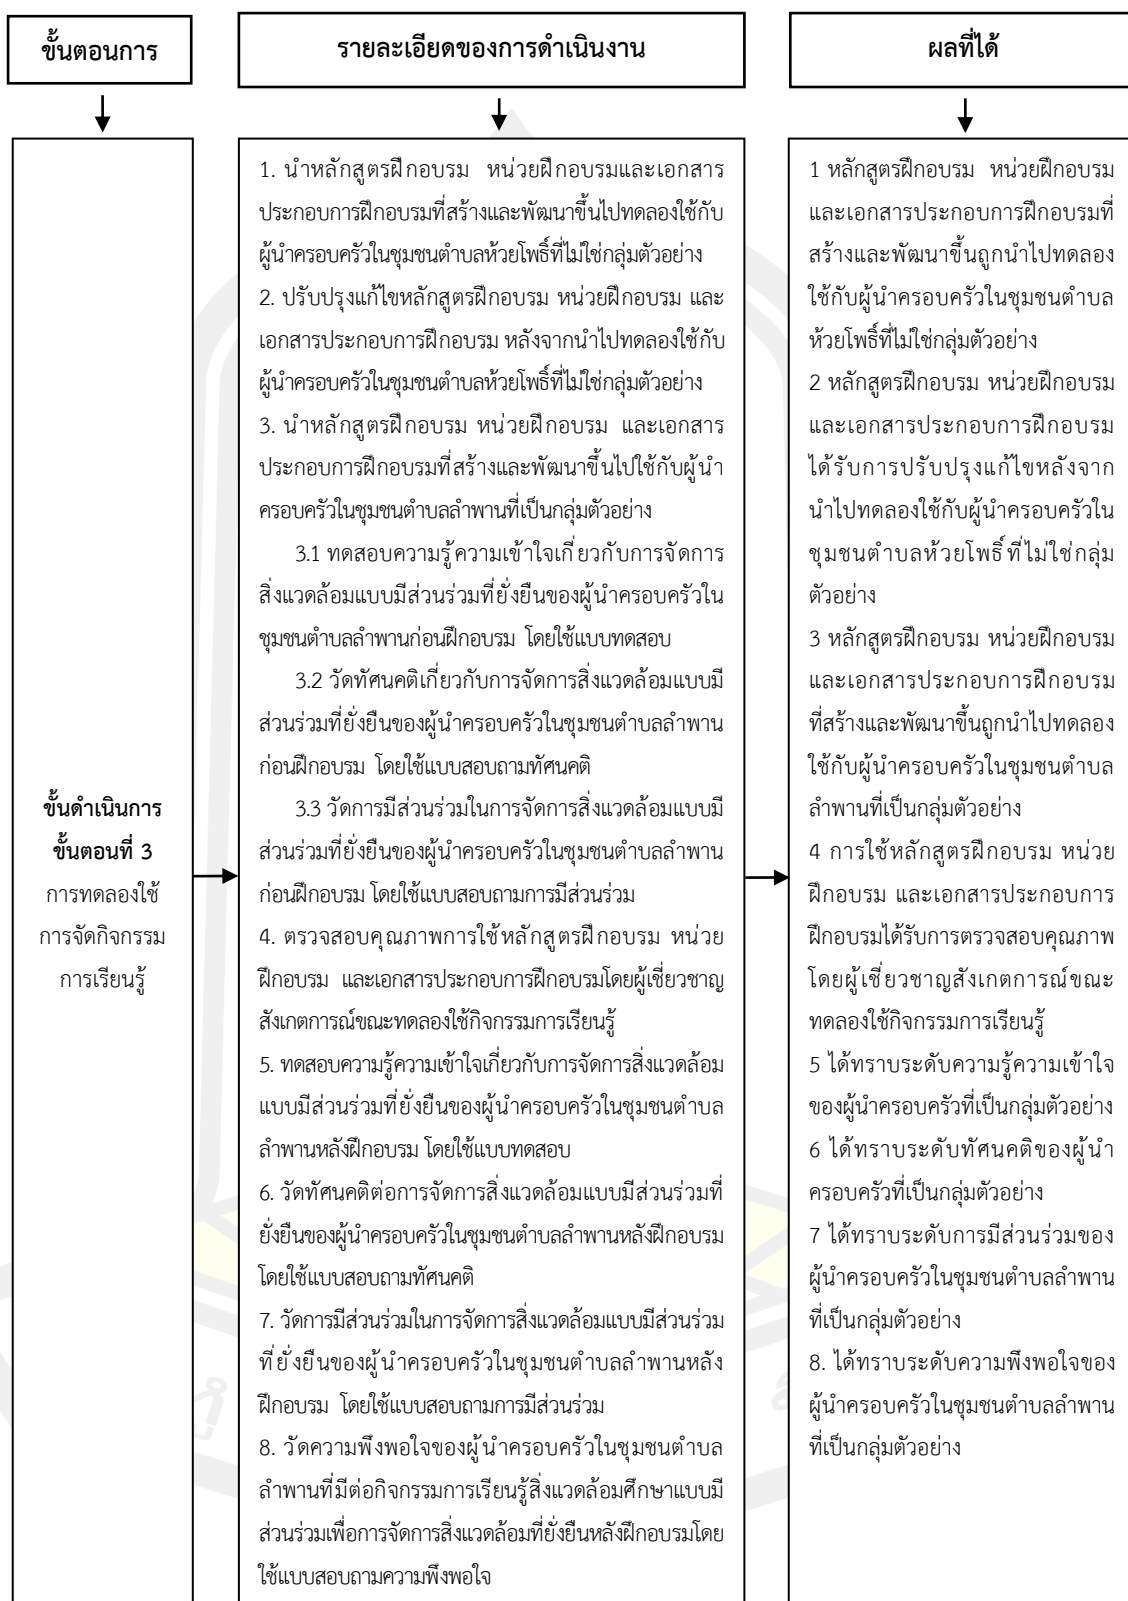 ขั้นตอนการ
รายละเอียดของการดำเนินงาน
ผลที่ได้
ขั้นดำเนินการ
ขั้นตอนที่ 3
การทดลองใช้
การจัดกิจกรรม
การเรียนรู้
1. นำหลักสูตรฝึกอบรม หน่วยฝึกอบรมและเอกสาร
ประกอบการฝึกอบรมที่สร้างและพัฒนาขึ้นไปทดลองใช้กับ
ผู้นำครอบครัวในชุมชนตำบลห้วยโพธิ์ที่ไม่ใช่กลุ่มตัวอย่าง
2. ปรับปรุงแก้ไขหลักสูตรฝึกอบรม หน่วยฝึกอบรม และ
เอกสารประกอบการฝึกอบรม หลังจากนำไปทดลองใช้กับ
ผู้นำครอบครัวในชุมชนตำบลห้วยโพธิ์ที่ไม่ใช่กลุ่มตัวอย่าง
3. นำหลักสูตรฝึกอบรม หน่วยฝึกอบรม และเอกสาร
ประกอบการฝึกอบรมที่สร้างและพัฒนาขึ้นไปใช้กับผู้นำ
ครอบครัวในชุมชนตำบลลำพานที่เป็นกลุ่มตัวอย่าง
3.1 ทดสอบความรู้ความเข้าใจเกี่ยวกับการจัดการ
สิ่งแวดล้อมแบบมีส่วนร่วมที่ยั่งยืนของผู้นำครอบครัวใน
ชุมชนตำบลลำพานก่อนฝึกอบรม โดยใช้แบบทดสอบ
3.2 วัดทัศนคติเกี่ยวกับการจัดการสิ่งแวดล้อมแบบมี
ส่วนร่วมที่ยั่งยืนของผู้นำครอบครัวในชุมชนตำบลลำพาน
ก่อนฝึกอบรม โดยใช้แบบสอบถามทัศนคติ
3.3 วัดการมีส่วนร่วมในการจัดการสิ่งแวดล้อมแบบมี
ส่วนร่วมที่ยั่งยืนของผู้นำครอบครัวในชุมชนตำบลลำพาน
ก่อนฝึกอบรม โดยใช้แบบสอบถามการมีส่วนร่วม
4. ตรวจสอบคุณภาพการใช้หลักสูตรฝึกอบรม หน่วย
ฝึกอบรม และเอกสารประกอบการฝึกอบรมโดยผู้เชี่ยวชาญ
สังเกตการณ์ขณะทดลองใช้กิจกรรมการเรียนรู้
5. ทดสอบความรู้ความเข้าใจเกี่ยวกับการจัดการสิ่งแวดล้อม
แบบมีส่วนร่วมที่ยั่งยืนของผู้นำครอบครัวในชุมชนตำบล
ลำพานหลังฝึกอบรม โดยใช้แบบทดสอบ
6. วัดทัศนคติต่อการจัดการสิ่งแวดล้อมแบบมีส่วนร่วมที่
ยั่งยืนของผู้นำครอบครัวในชุมชนตำบลลำพานหลังฝึกอบรม
โดยใช้แบบสอบถามทัศนคติ
7. วัดการมีส่วนร่วมในการจัดการสิ่งแวดล้อมแบบมีส่วนร่วม
ที่ยั่งยืนของผู้นำครอบครัวในชุมชนตำบลลำพานหลัง
ฝึกอบรม โดยใช้แบบสอบถามการมีส่วนร่วม
8. วัดความพึงพอใจของผู้นำครอบครัวในชุมชนตำบล
ลำพานที่มีต่อกิจกรรมการเรียนรู้สิ่งแวดล้อมศึกษาแบบมี
ส่วนร่วมเพื่อการจัดการสิ่งแวดล้อมที่ยั่งยืนหลังฝึกอบรมโดย
ใช้แบบสอบถามความพึงพอใจ
1 หลักสูตรฝึกอบรม หน่วยฝึกอบรม
และเอกสารประกอบการฝึกอบรมที่
สร้างและพัฒนาขึ้นถูกนำไปทดลอง
ใช้กับผู้นำครอบครัวในชุมชนตำบล
ห้วยโพธิ์ที่ไม่ใช่กลุ่มตัวอย่าง
2 หลักสูตรฝึกอบรม หน่วยฝึกอบรม
และเอกสารประกอบการฝึกอบรม
ได้รับการปรับปรุงแก้ไขหลังจาก
นำไปทดลองใช้กับผู้นำครอบครัวใน
ชุมชนตำบลห้วยโพธิ์ที่ไม่ใช่กลุ่ม
ตัวอย่าง
3 หลักสูตรฝึกอบรม หน่วยฝึกอบรม
และเอกสารประกอบการฝึกอบรม
ที่สร้างและพัฒนาขึ้นถูกนำไปทดลอง
ใช้กับผู้นำครอบครัวในชุมชนตำบล
ลำพานที่เป็นกลุ่มตัวอย่าง
4 การใช้หลักสูตรฝึกอบรม หน่วย
ฝึกอบรม และเอกสารประกอบการ
ฝึกอบรมได้รับการตรวจสอบคุณภาพ
โดยผู้เชี่ยวชาญสังเกตการณ์ขณะ
ทดลองใช้กิจกรรมการเรียนรู้
5 ได้ทราบระดับความรู้ความเข้าใจ
ของผู้นำครอบครัวที่เป็นกลุ่มตัวอย่าง
6 ได้ทราบระดับทัศนคติของผู้นำ
ครอบครัวที่เป็นกลุ่มตัวอย่าง
7 ได้ทราบระดับการมีส่วนร่วมของ
ผู้นำครอบครัวในชุมชนตำบลลำพาน
ที่เป็นกลุ่มตัวอย่าง
8. ได้ทราบระดับความพึงพอใจของ
ผู้นำครอบครัวในชุมชนตำบลลำพาน
ที่เป็นกลุ่มตัวอย่าง